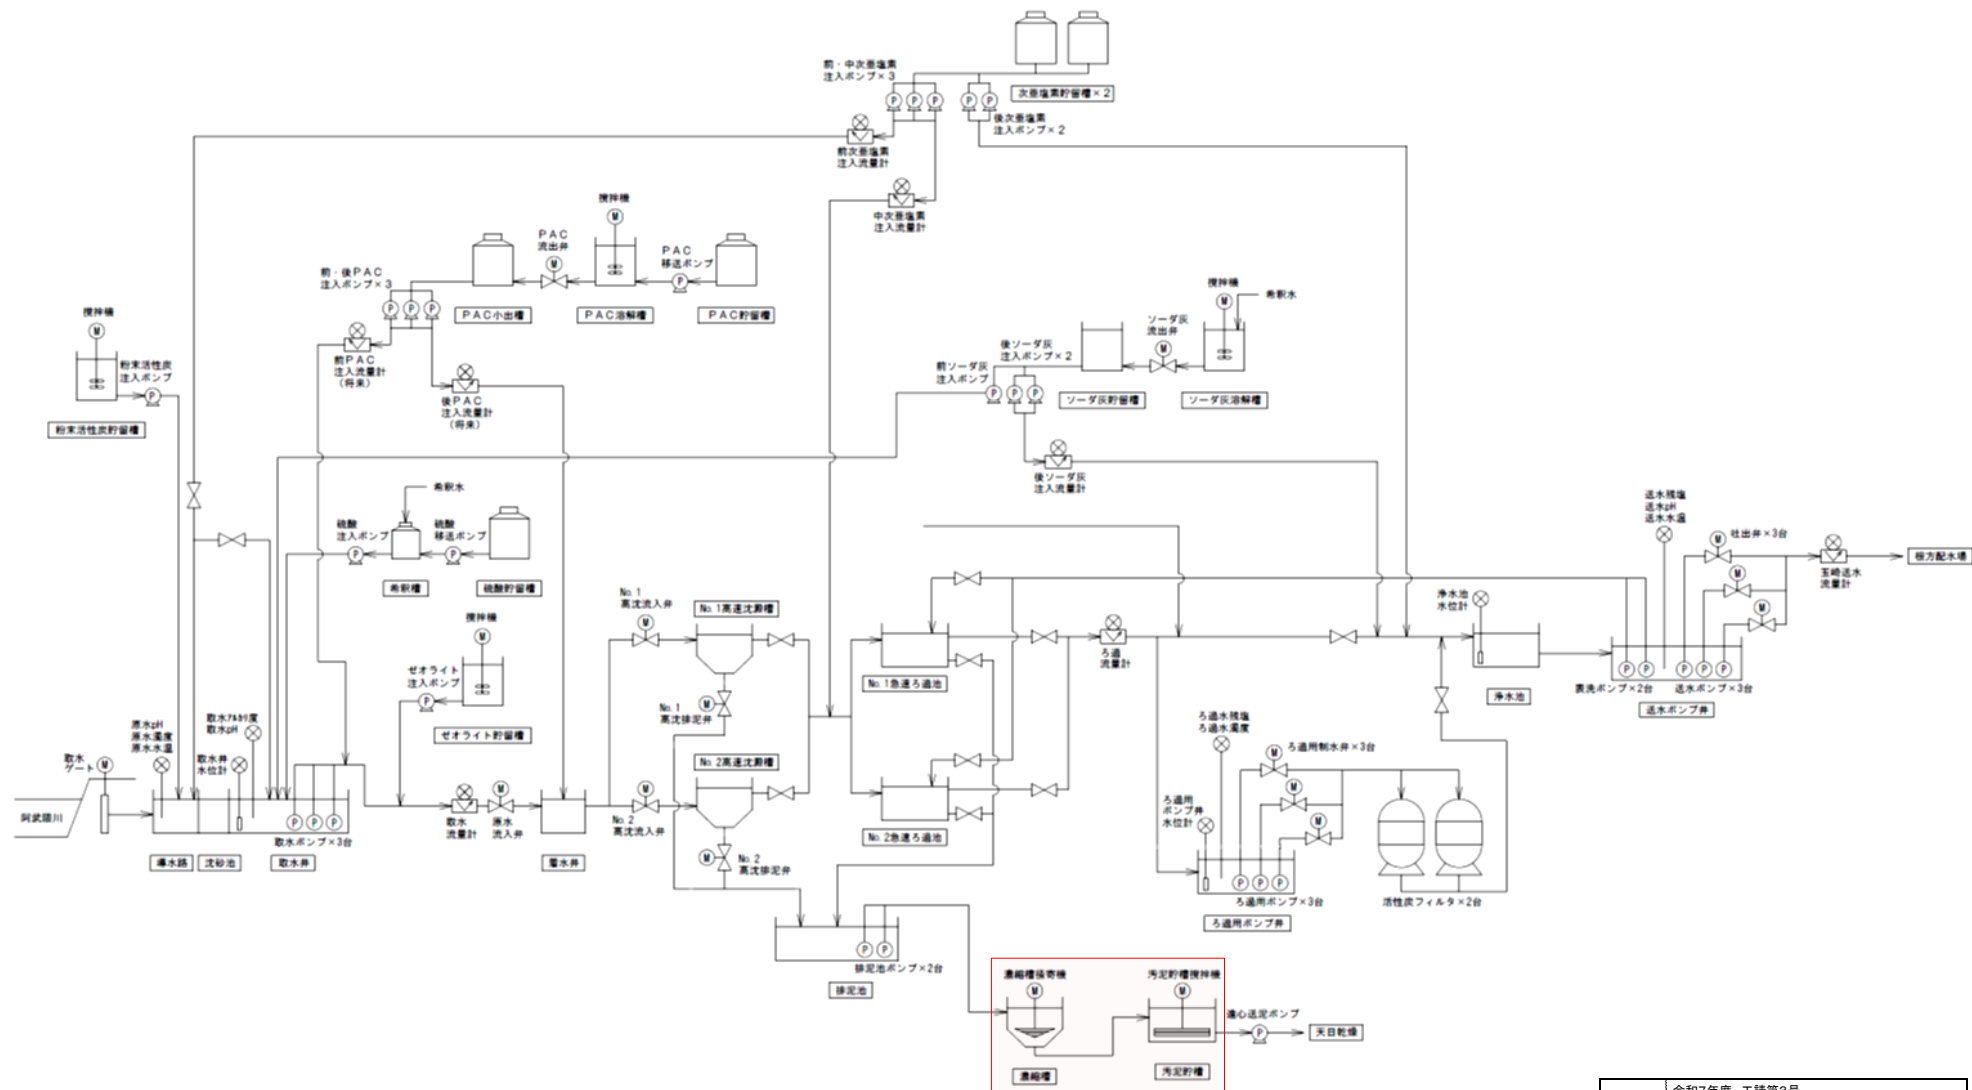 前・中次亜塩素
注入ポンプ×3
P
P
P
P
P
次亜塩素貯留槽×2
後次亜塩素
注入ポンプ×2
前次亜塩素
注入流量計
中次亜塩素
注入流量計
撹拌機
M
PAC
流出弁
M
PAC
移送ポンプ
P
前・後PAC
注入ポンプ×3
P
P
P
PAC小出槽
PAC溶解槽
PAC貯留槽
前PAC
注入流量計
(将来)
後PAC
注入流量計
(将来)
撹拌機
M
粉末活性炭
注入ポンプ
P
粉末活性炭貯留槽
撹拌機
M
希釈水
ソーダ灰
流出弁
M
後ソーダ灰
注入ポンプ×2
前ソーダ灰
注入ポンプ
P
P
P
ソーダ灰貯留槽
ソーダ灰溶解槽
後ソーダ灰
注入流量計
希釈水
硫酸
注入ポンプ
P
硫酸
移送ポンプ
P
希釈槽
硫酸貯留槽
撹拌機
M
ゼオライト
注入ポンプ
P
ゼオライト貯留槽
No.1
高沈流入弁
M
No.1高速沈澱槽
No.1
高沈排泥弁
M
No.2高速沈澱槽
No.2
高沈流入弁
M
No.2
高沈排泥弁
M
No.1急速ろ過池
No.2急速ろ過池
ろ過
流量計
浄水池
水位計
浄水池
送水残塩
送水pH
送水水温
吐出弁×3台
M
M
M
玉崎送水
流量計
P
P
P
P
P
表洗ポンプ×2台
送水ポンプ×3台
送水ポンプ井
取水
ゲート
M
阿武隈川
原水pH
原水濁度
原水水温
取水井
水位計
取水アルカリ度
取水pH
P
P
P
取水ポンプ×3台
導水路
沈砂池
取水井
取水
流量計
原水
流入弁
M
着水井
ろ過水残塩
ろ過水濁度
ろ過用
ポンプ井
水位計
ろ過用制水弁×3台
M
M
M
P
P
P
ろ過用ポンプ×3台
ろ過用ポンプ井
活性炭フィルタ×2台
P
P
排泥池ポンプ×2台
排泥池
濃縮槽掻寄機
M
濃縮槽
汚泥貯槽撹拌機
M
汚泥貯槽
遠心送泥ポンプ
P
天日乾燥